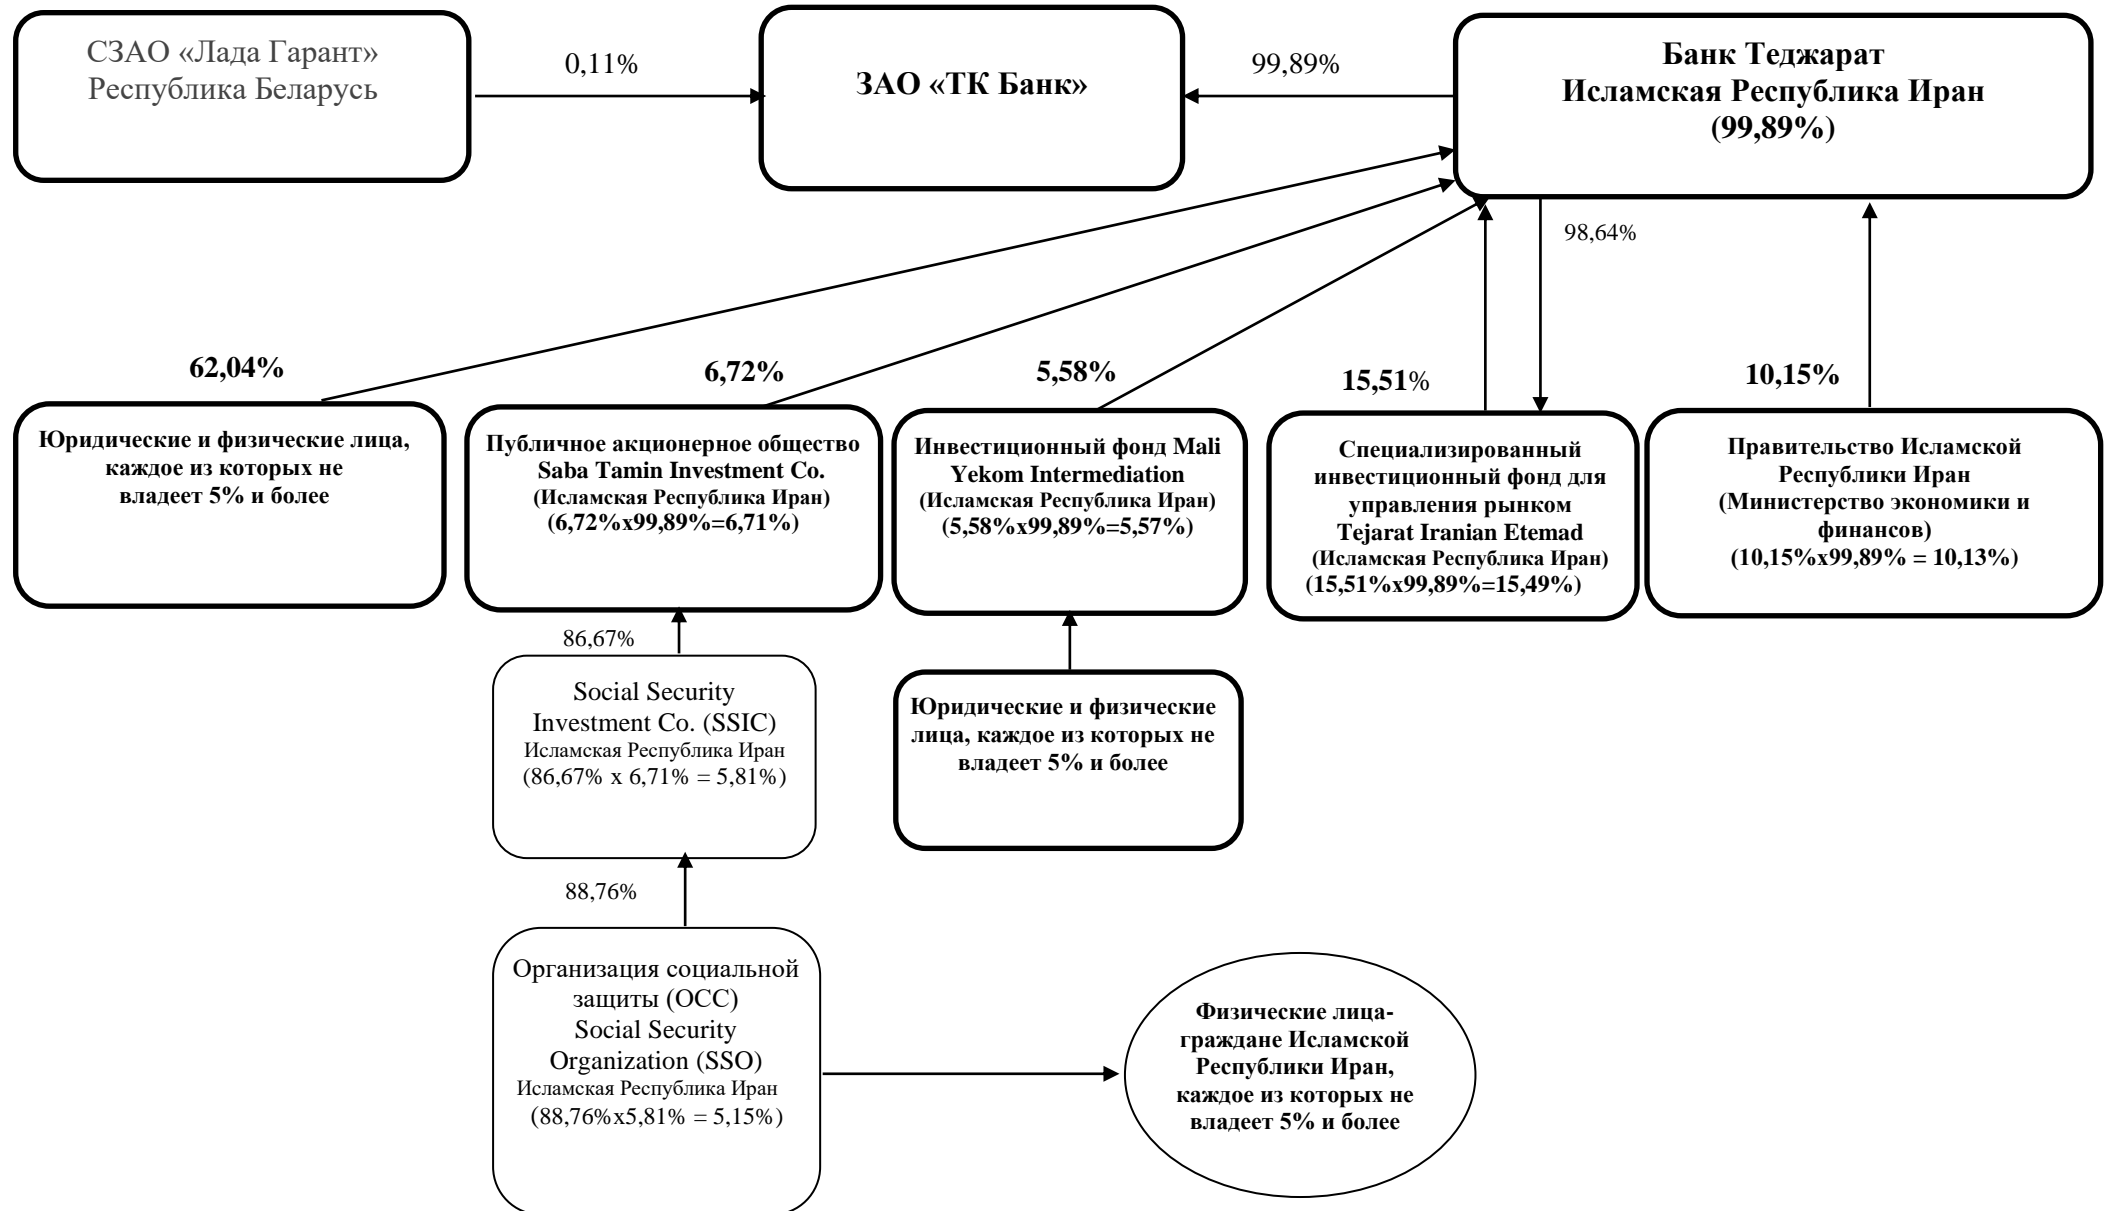 СЗАО «Лада Гарант»
Республика Беларусь
0,11%
ЗАО «ТК Банк»
99,89%
Банк Теджарат
Исламская Республика Иран
(99,89%)
98,64%
62,04%
6,72%
5,58%
15,51%
10,15%
Юридические и физические лица,
каждое из которых не
владеет 5% и более
Публичное акционерное общество
Saba Tamin Investment Co.
(Исламская Республика Иран)
(6,72%х99,89%=6,71%)
Инвестиционный фонд Mali
Yekom Intermediation
(Исламская Республика Иран)
(5,58%х99,89%=5,57%)
Специализированный
инвестиционный фонд для
управления рынком
Tejarat Iranian Etemad
(Исламская Республика Иран)
(15,51%х99,89%=15,49%)
Правительство Исламской
Республики Иран
(Министерство экономики и
финансов)
(10,15%х99,89% = 10,13%)
86,67%
Social Security
Investment Co. (SSIC)
Исламская Республика Иран
(86,67% х 6,71% = 5,81%)
Юридические и физические
лица, каждое из которых не
владеет 5% и более
88,76%
Организация социальной
защиты (ОСС)
Social Security
Organization (SSO)
Исламская Республика Иран
(88,76%х5,81% = 5,15%)
Физические лица-
граждане Исламской
Республики Иран,
каждое из которых не
владеет 5% и более